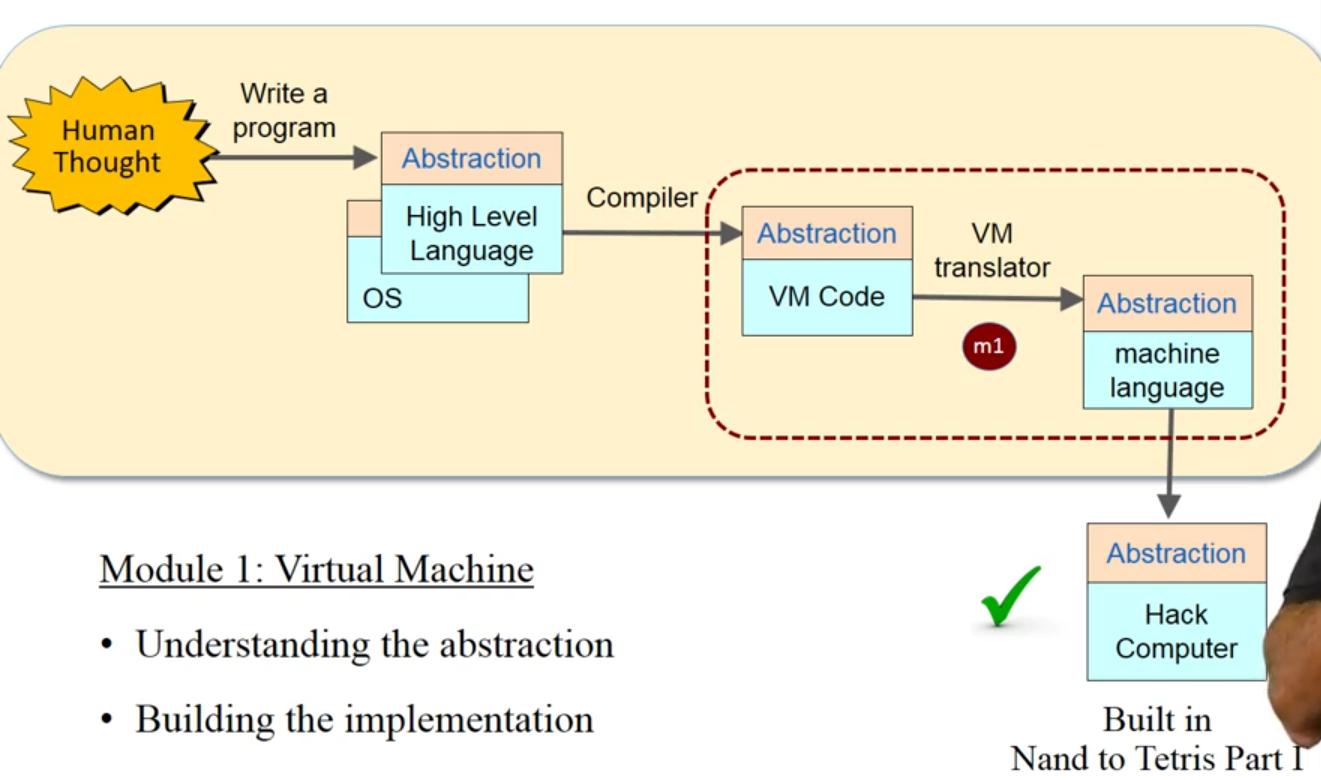 Human
Thought
Write a
program
Abstraction
High Level
Language
OS
Compiler
Abstraction
VM Code
VM
translator
m1
Abstraction
machine
language
Abstraction
Hack
Computer
Built in
Nand to Tetris Part I
Module 1: Virtual Machine
• Understanding the abstraction
• Building the implementation